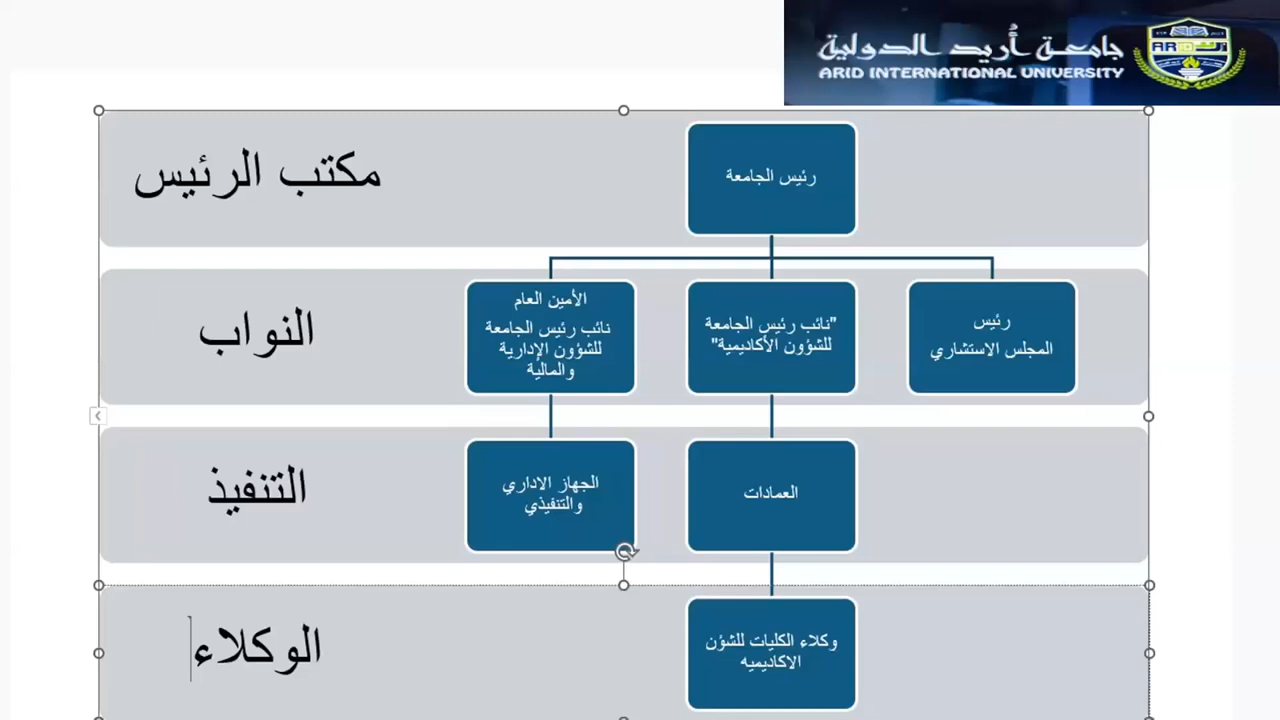 جامعة أريد الدولية
ARID INTERNATIONAL UNIVERSITY
مكتب الرئيس
رئيس الجامعة
النواب
رئيس
المجلس الاستشاري
"نائب رئيس الجامعة
للشؤون الأكاديمية"
الأمين العام
نائب رئيس الجامعة
للشؤون الإدارية
والمالية
التنفيذ
العمادات
الجهاز الاداري
والتنفيذي
الوكلاء
وكلاء الكليات للشؤن
الاكاديميه